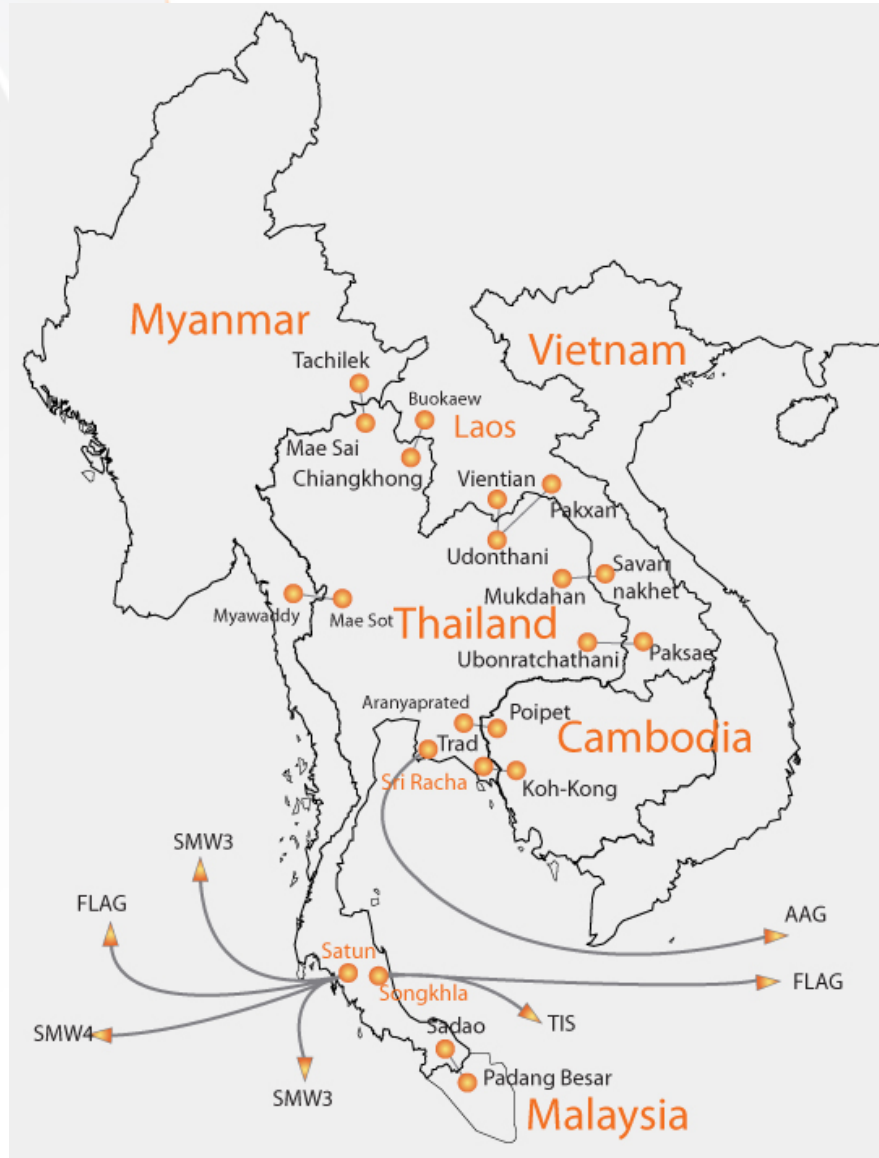 Myanmar
Vietnam
Tachilek
Buokaew
Laos
Mae Sai
Chiangkhong
Vientian
Pakxan
Udonthani
Savan
nakhet
Mukdahan
Myawaddy
Mae Sot
Thailand
Ubonratchathani
Paksae
Aranyaprated
Poipet
Trad
Cambodia
Sri Racha
Koh-Kong
SMW3
FLAG
AAG
Satun
FLAG
Songkhla
TIS
SMW4
Sadao
Padang Besar
SMW3
Malaysia